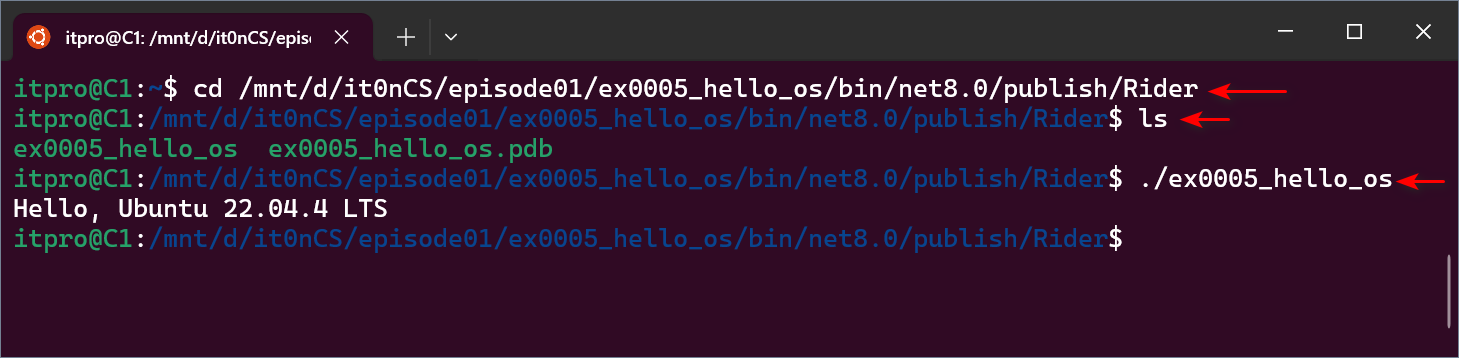 itpro@C1: /mnt/d/it0nCS/epis
itpro@C1:~$ cd /mnt/d/it0nCS/episode01/ex0005_hello_os/bin/net8.0/publish/Rider
itpro@C1:/mnt/d/it0nCS/episode01/ex0005_hello_os/bin/net8.0/publish/Rider$ ls
ex0005_hello_os  ex0005_hello_os.pdb
itpro@C1:/mnt/d/it0nCS/episode01/ex0005_hello_os/bin/net8.0/publish/Rider$ ./ex0005_hello_os
Hello, Ubuntu 22.04.4 LTS
itpro@C1:/mnt/d/it0nCS/episode01/ex0005_hello_os/bin/net8.0/publish/Rider$